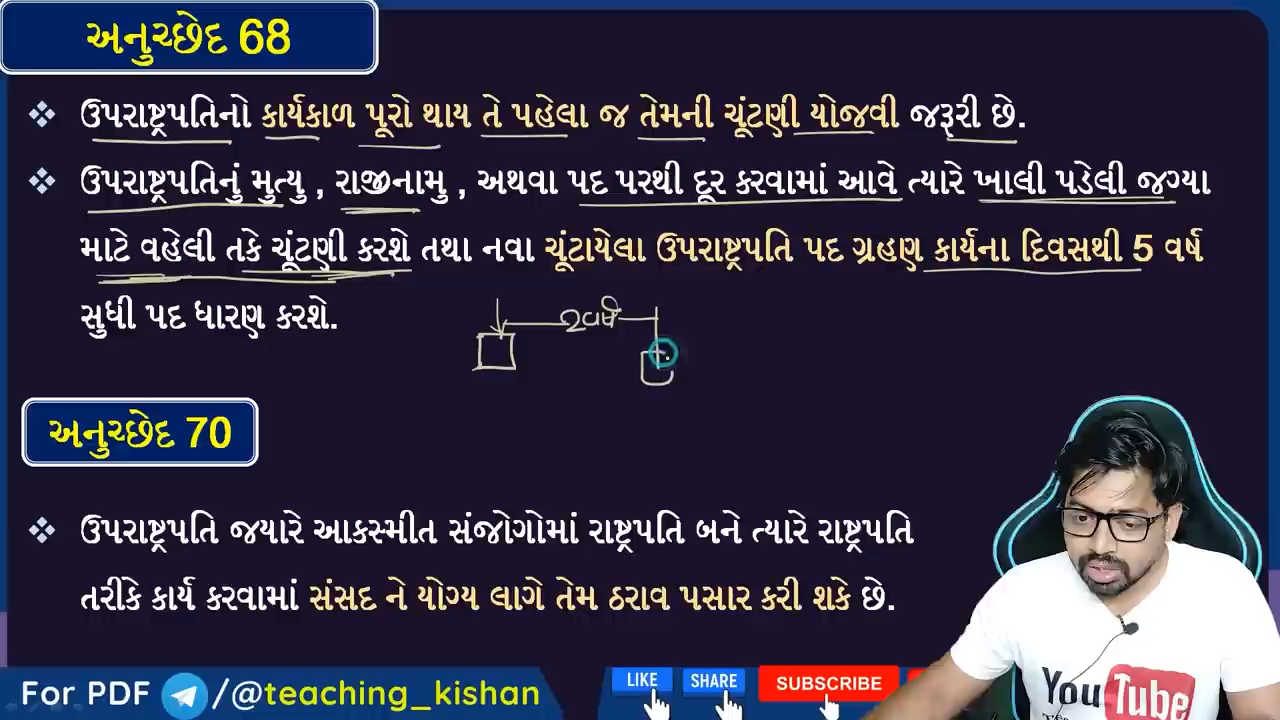 અનુચ્છેદ 68
❖ ઉપરાષ્ટ્રપતિનો કાર્યકાળ પૂરો થાય તે પહેલા જ તેમની ચૂંટણી યોજવી જરૂરી છે.
❖ ઉપરાષ્ટ્રપતિનું મુત્યુ , રાજીનામુ , અથવા પદ પરથી દૂર કરવામાં આવે ત્યારે ખાલી પડેલી જગ્યા
માટે વહેલી તકે ચૂંટણી કરશે તથા નવા ચૂંટાયેલા ઉપરાષ્ટ્રપતિ પદ ગ્રહણ કાર્યના દિવસથી 5 વર્ષ
સુધી પદ ધારણ કરશે.
૨વર્ષ
અનુચ્છેદ 70
❖ ઉપરાષ્ટ્રપતિ જયારે આકસ્મીત સંજોગોમાં રાષ્ટ્રપતિ બને ત્યારે રાષ્ટ્રપતિ
તરીકે કાર્ય કરવામાં સંસદ ને યોગ્ય લાગે તેમ ઠરાવ પસાર કરી શકે છે.
For PDF /@teaching_kishan
LIKE SHARE SUBSCRIBE
You Tube